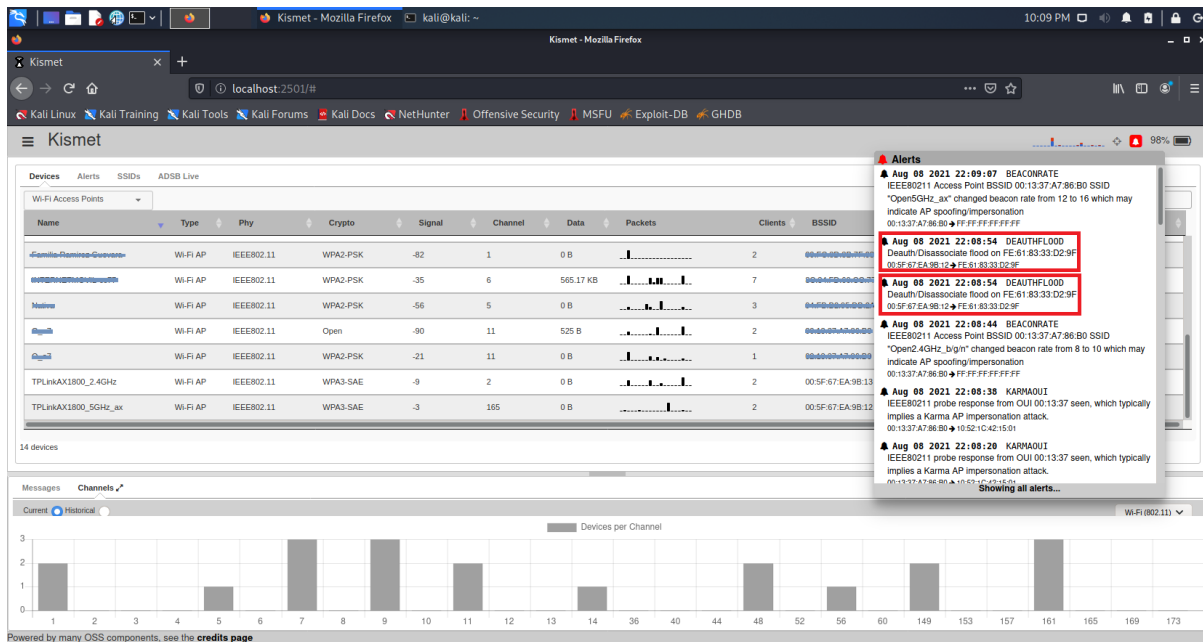 Kismet - Mozilla Firefox
kali@kali: ~
10:09 PM
Kismet - Mozilla Firefox
Kismet
localhost:2501/#
Kali Linux Kali Training Kali Tools Kali Forums Kali Docs NetHunter Offensive Security MSFU Exploit-DB GHDB
Kismet
98%
Devices Alerts SSIDs ADSB Live
Wi-Fi Access Points
Name Type Phy Crypto Signal Channel Data Packets Clients BSSID
Familia Ramirez Guevara Wi-Fi AP IEEE802.11 WPA2-PSK -82 1 0 B 2
Wi-Fi AP IEEE802.11 WPA2-PSK -35 6 565.17 KB 7
Native Wi-Fi AP IEEE802.11 WPA2-PSK -56 5 0 B 3
Wi-Fi AP IEEE802.11 Open -90 11 525 B 2
Wi-Fi AP IEEE802.11 WPA2-PSK -21 11 0 B 1
TPLinkAX1800_2.4GHz Wi-Fi AP IEEE802.11 WPA3-SAE -9 2 0 B 2 00:5F:67:EA:9B:13
TPLinkAX1800_5GHz_ax Wi-Fi AP IEEE802.11 WPA3-SAE -3 165 0 B 2 00:5F:67:EA:9B:12
14 devices
Alerts
Aug 08 2021 22:09:07 BEACONRATE
IEEE80211 Access Point BSSID 00:13:37:A7:86:B0 SSID
"Open5GHz_ax" changed beacon rate from 12 to 16 which may
indicate AP spoofing/impersonation
00:13:37:A7:86:B0 → FF:FF:FF:FF:FF:FF
Aug 08 2021 22:08:54 DEAUTHFLOOD
Deauth/Disassociate flood on FE:61:83:33:D2:9F
00:5F:67:EA:9B:12 → FE:61:83:33:D2:9F
Aug 08 2021 22:08:54 DEAUTHFLOOD
Deauth/Disassociate flood on FE:61:83:33:D2:9F
00:5F:67:EA:9B:12 → FE:61:83:33:D2:9F
Aug 08 2021 22:08:44 BEACONRATE
IEEE80211 Access Point BSSID 00:13:37:A7:86:B0 SSID
"Open2.4GHz_b/g/n" changed beacon rate from 8 to 10 which may
indicate AP spoofing/impersonation
00:13:37:A7:86:B0 → FF:FF:FF:FF:FF:FF
Aug 08 2021 22:08:38 KARMAOUI
IEEE80211 probe response from OUI 00:13:37 seen, which typically
implies a Karma AP impersonation attack.
00:13:37:A7:86:B0 → 10:52:1C:42:15:01
Aug 08 2021 22:08:20 KARMAOUI
IEEE80211 probe response from OUI 00:13:37 seen, which typically
implies a Karma AP impersonation attack.
00:13:37:A7:86:B0 → 10:52:1C:42:15:01
Showing all alerts...
Messages Channels
Current Historical
Wi-Fi (802.11)
Devices per Channel
3
2
1
0
1 2 3 4 5 6 7 8 9 10 11 12 13 14 36 40 44 48 52 56 60 149 153 157 161 165 169 173
Powered by many OSS components, see the credits page